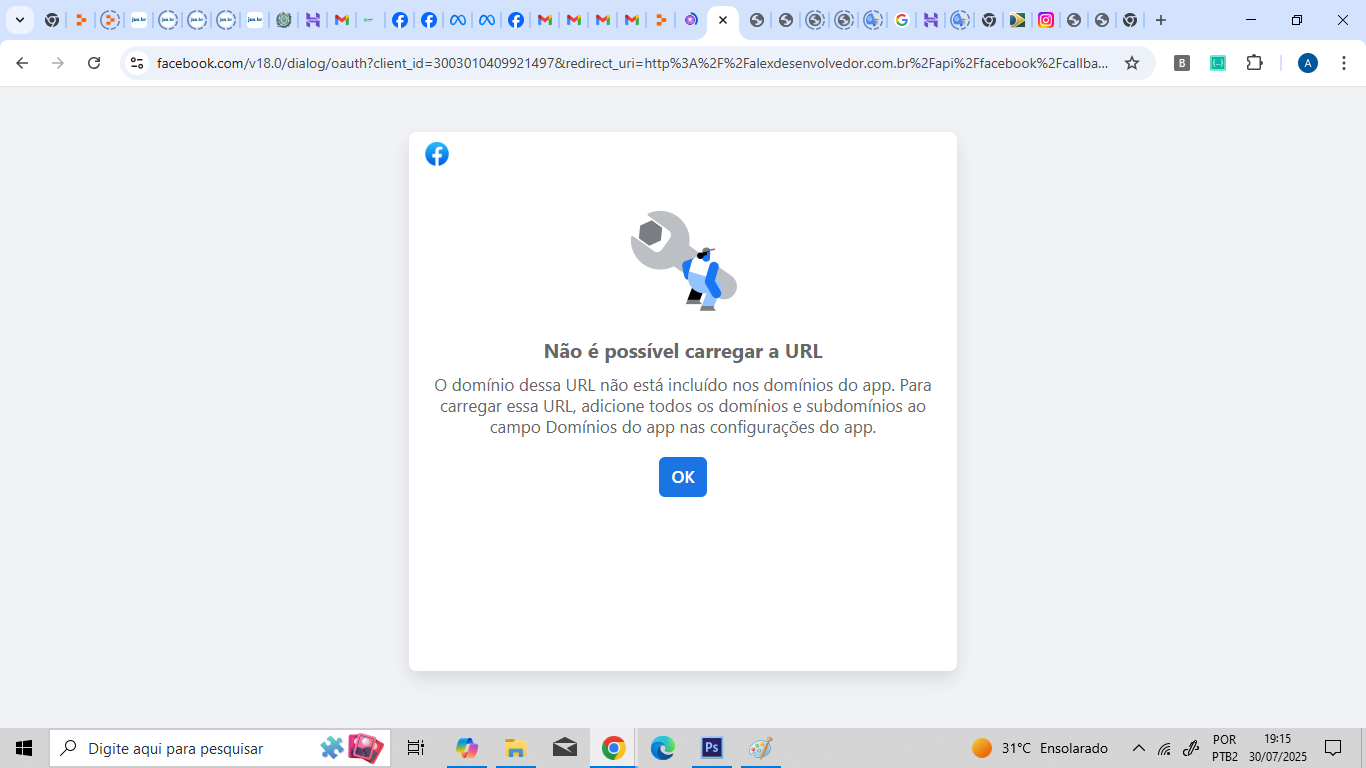 facebook.com/v18.0/dialog/oauth?client_id=300301040992149​7&redirect_uri=http%3A%2F%2Falexdesenvolvedor.com.br%2Fapi%2Ffacebook%2Fcallba...
B
A
Não é possível carregar a URL
O domínio dessa URL não está incluído nos domínios do app. Para
carregar essa URL, adicione todos os domínios e subdomínios ao
campo Domínios do app nas configurações do app.
OK
Digite aqui para pesquisar
Ps
31°C Ensolarado
POR
PTB2
19:15
30/07/2025